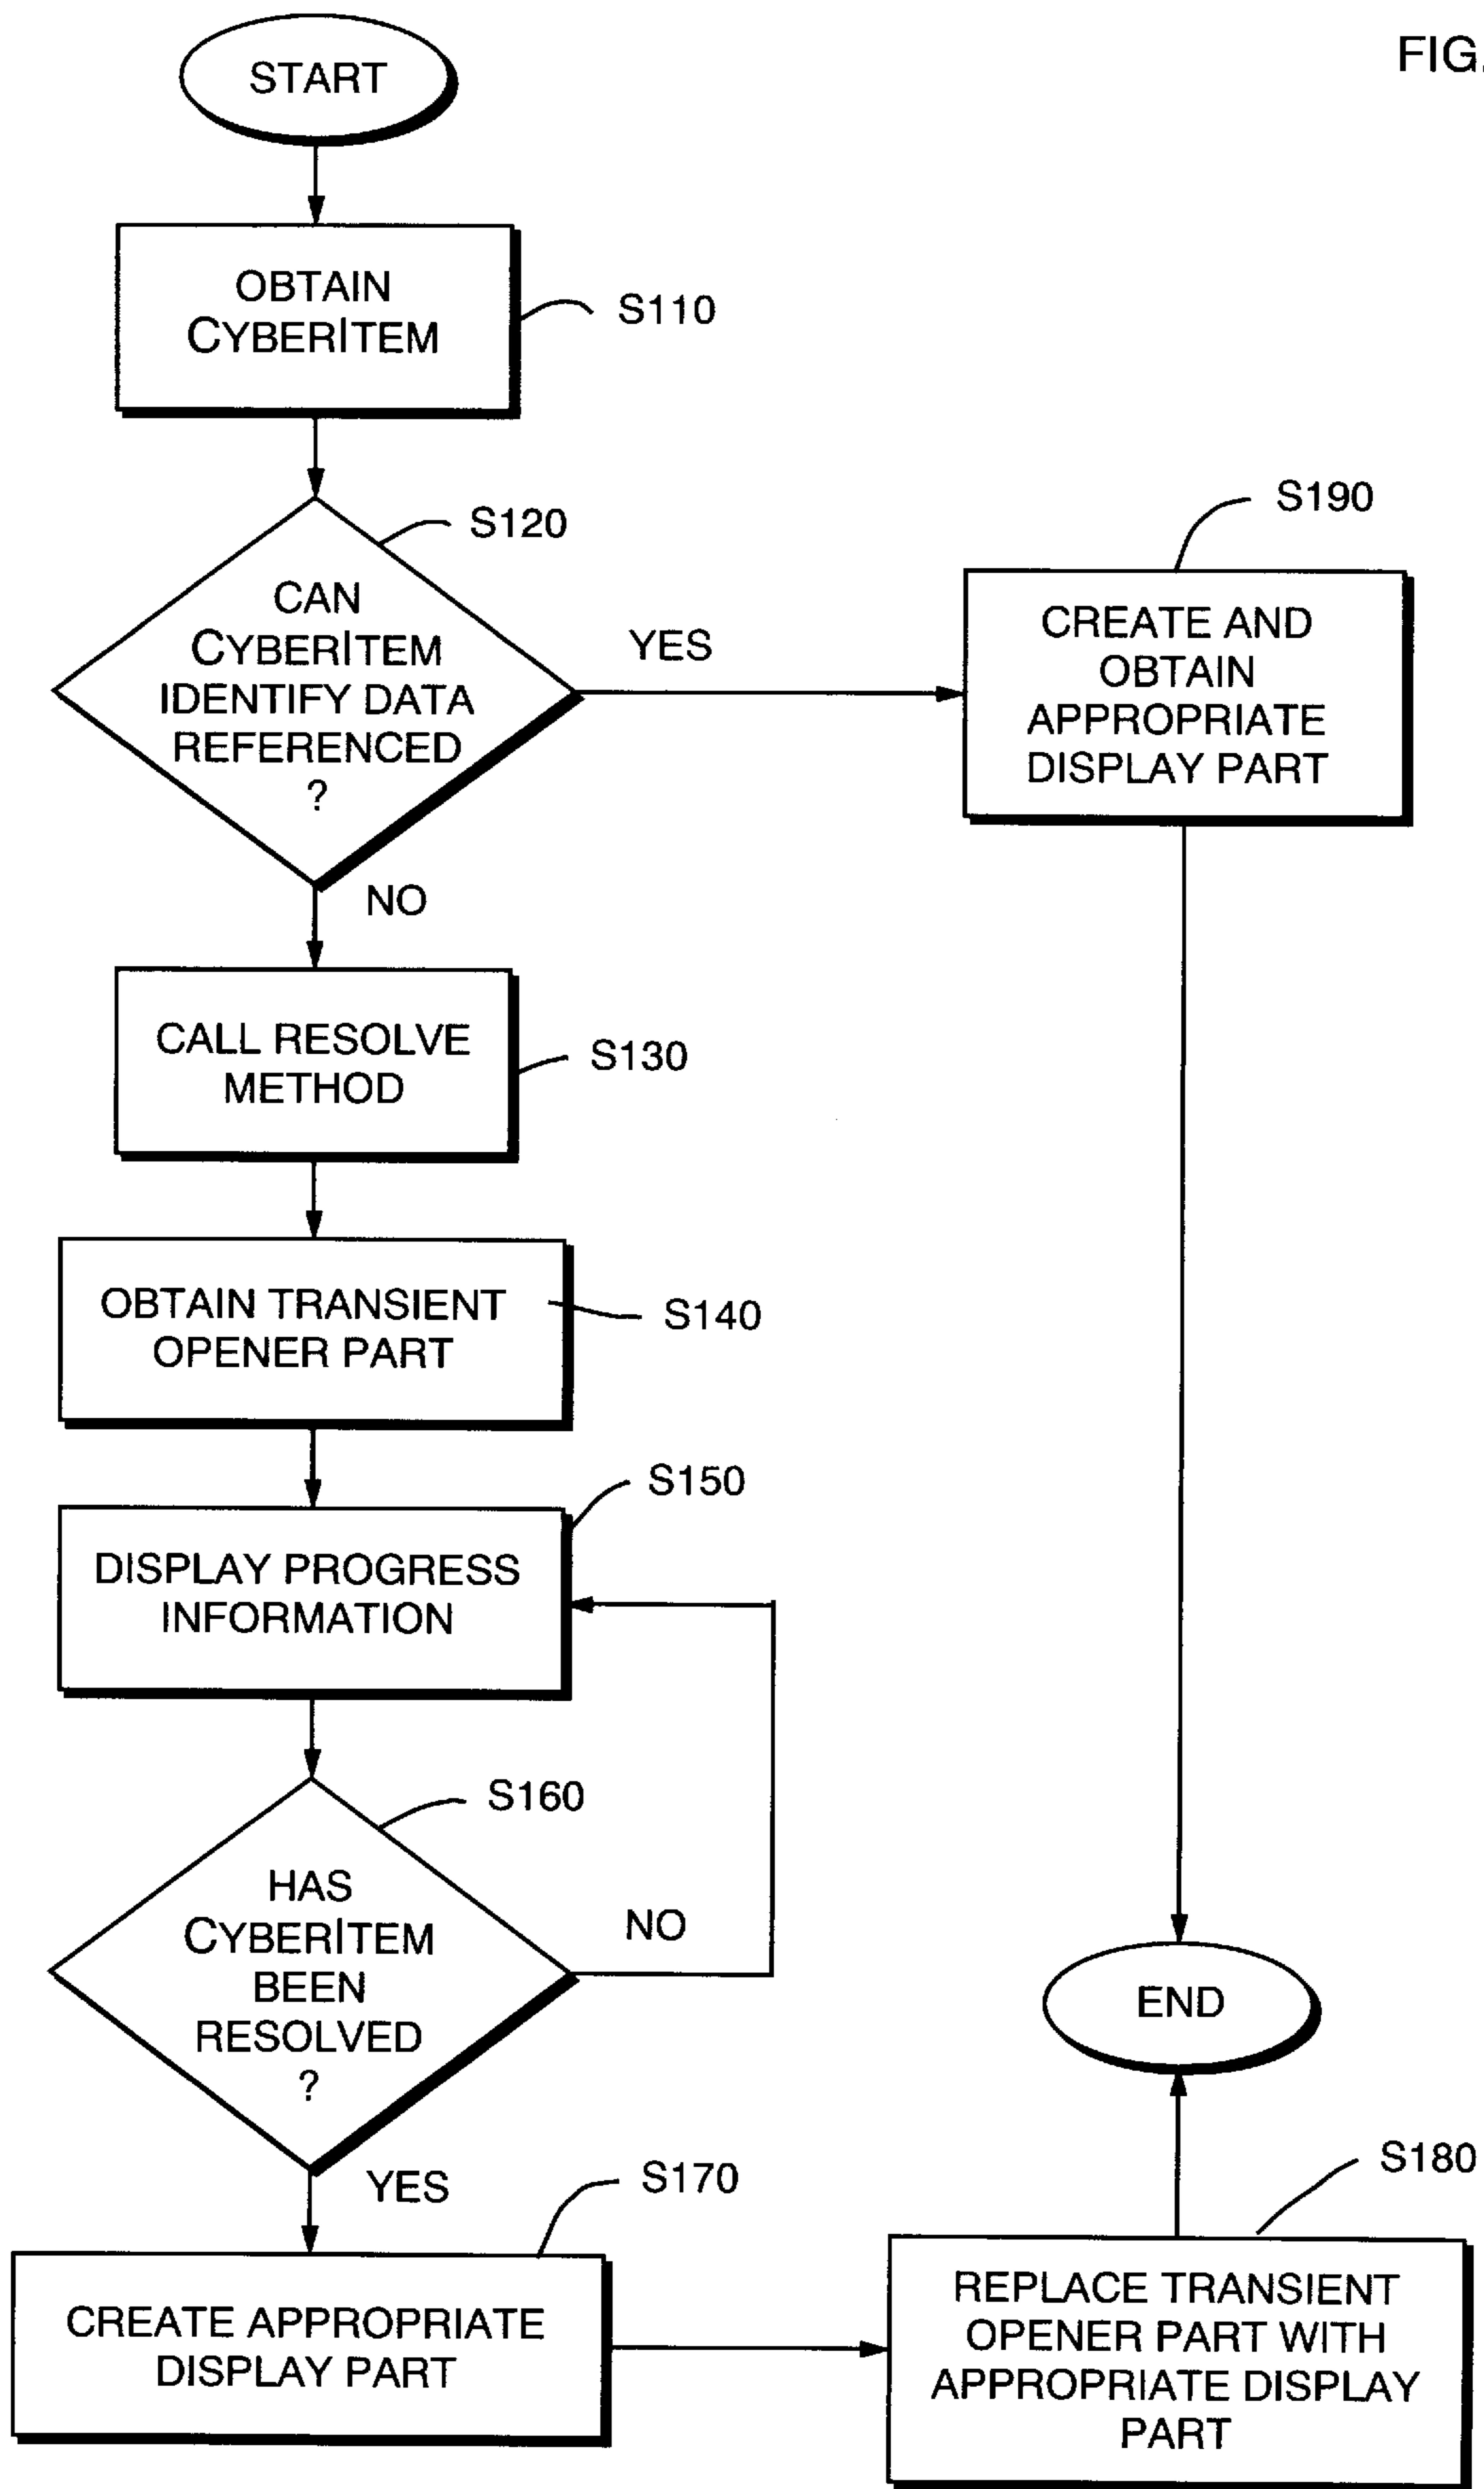 FIG.
START
OBTAIN
CYBERITEM
S110
S120
CAN
CYBERITEM
IDENTIFY DATA
REFERENCED
?
YES
S190
CREATE AND
OBTAIN
APPROPRIATE
DISPLAY PART
NO
CALL RESOLVE
METHOD
S130
OBTAIN TRANSIENT
OPENER PART
S140
S150
DISPLAY PROGRESS
INFORMATION
S160
HAS
CYBERITEM
BEEN
RESOLVED
?
NO
END
YES
S170
CREATE APPROPRIATE
DISPLAY PART
S180
REPLACE TRANSIENT
OPENER PART WITH
APPROPRIATE DISPLAY
PART